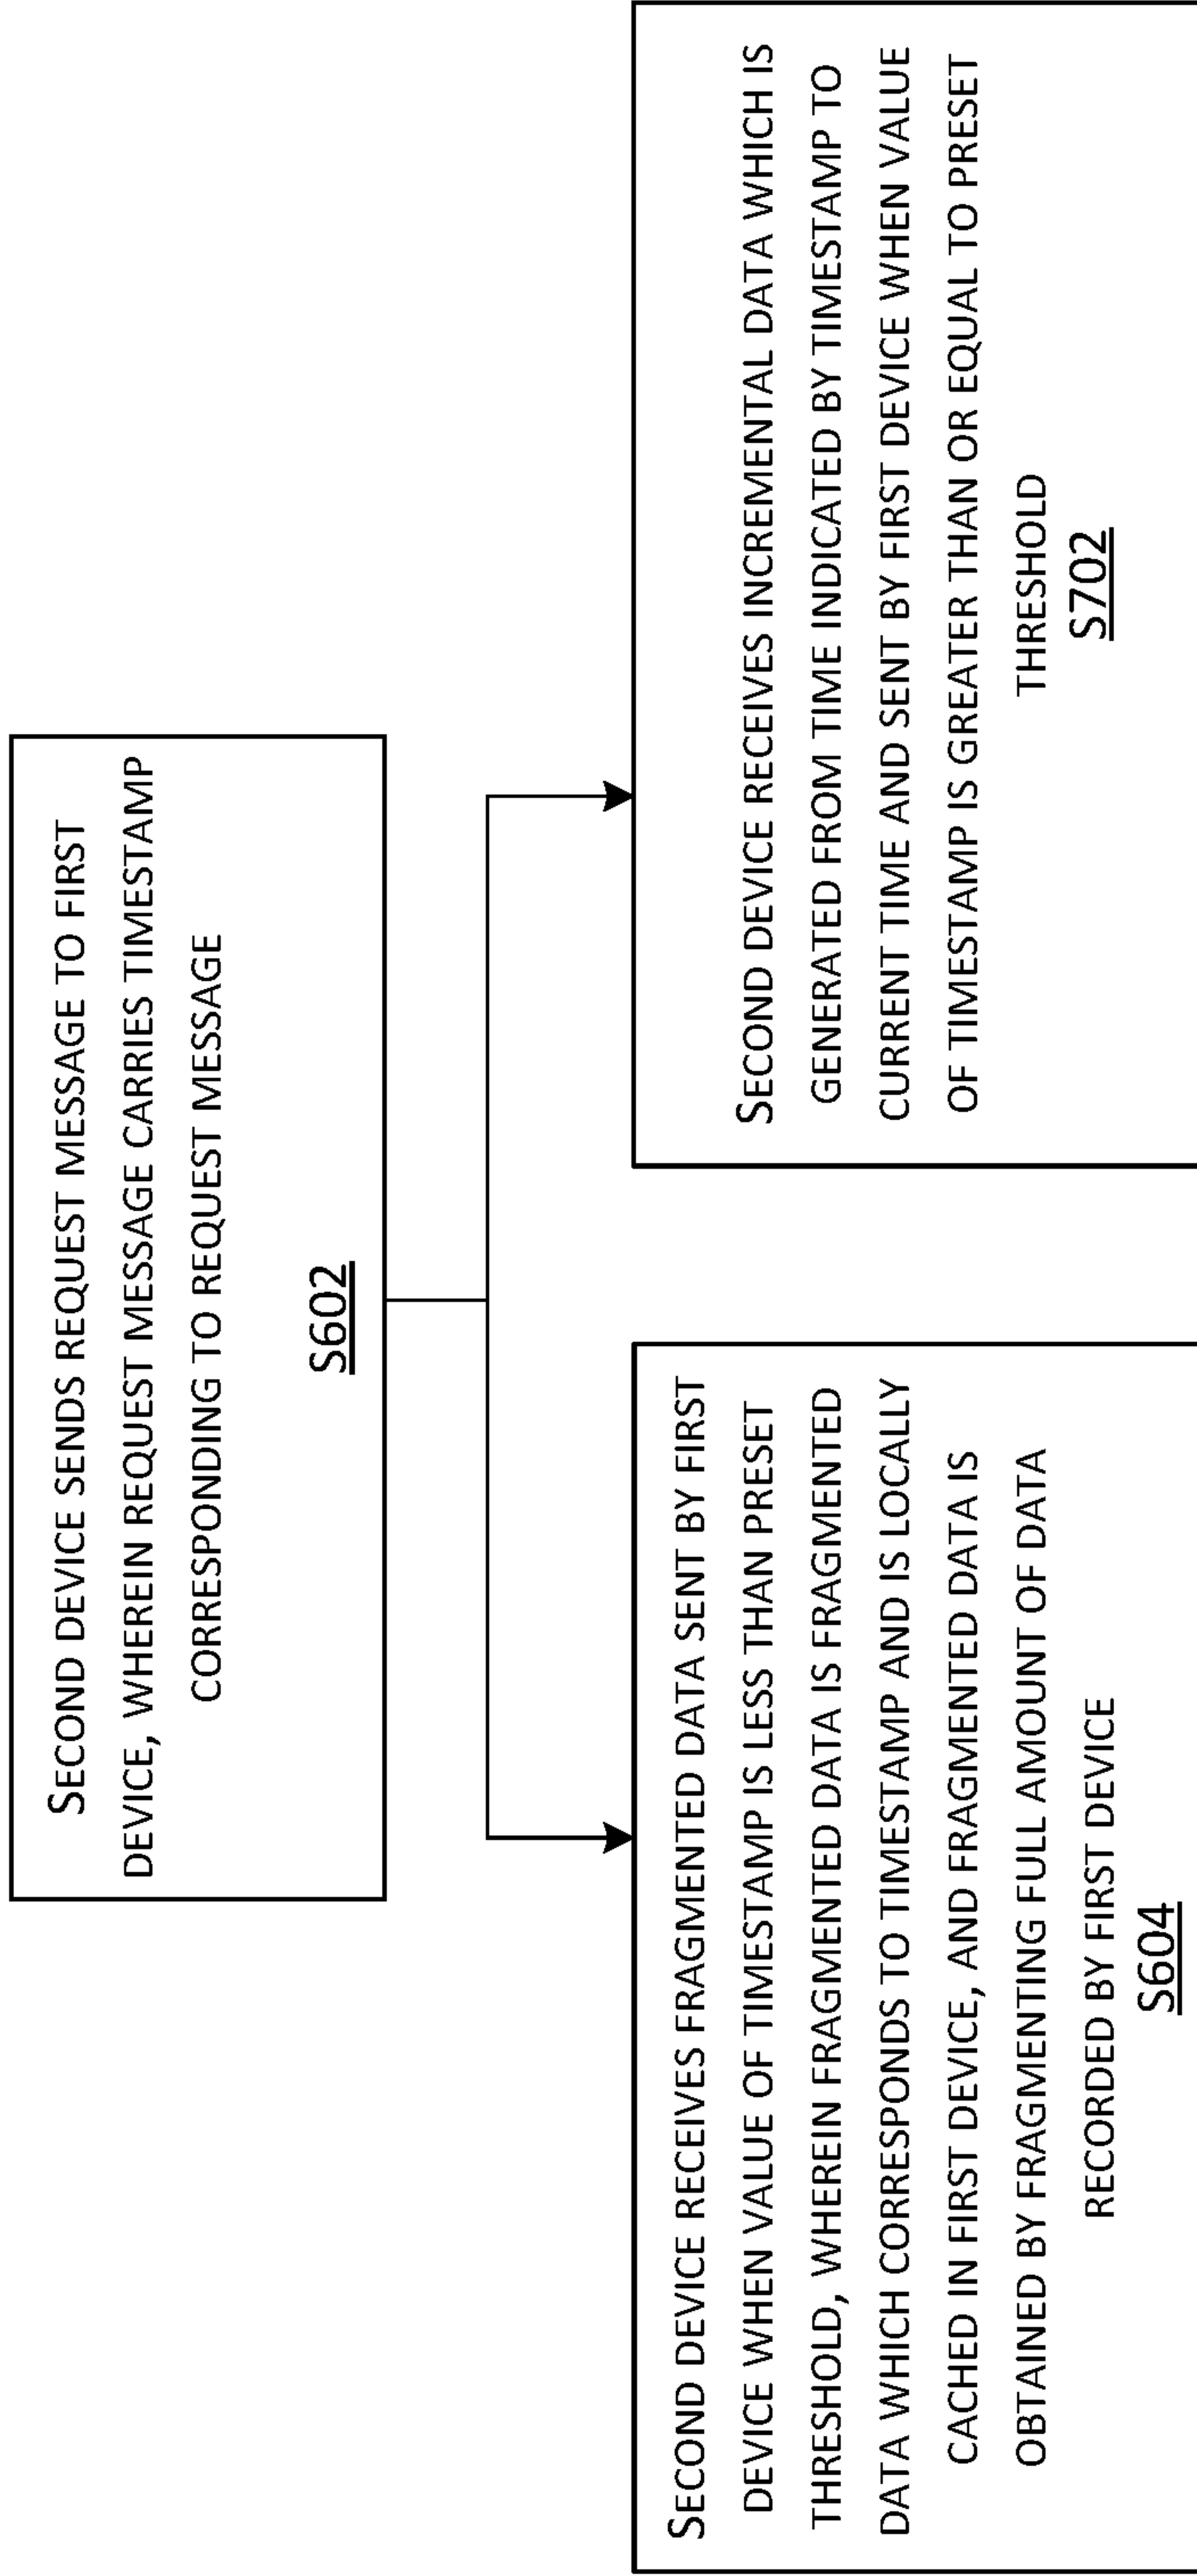 SECOND DEVICE SENDS REQUEST MESSAGE TO FIRST
DEVICE, WHEREIN REQUEST MESSAGE CARRIES TIMESTAMP
CORRESPONDING TO REQUEST MESSAGE
S602
SECOND DEVICE RECEIVES FRAGMENTED DATA SENT BY FIRST
DEVICE WHEN VALUE OF TIMESTAMP IS LESS THAN PRESET
THRESHOLD, WHEREIN FRAGMENTED DATA IS FRAGMENTED
DATA WHICH CORRESPONDS TO TIMESTAMP AND IS LOCALLY
CACHED IN FIRST DEVICE, AND FRAGMENTED DATA IS
OBTAINED BY FRAGMENTING FULL AMOUNT OF DATA
RECORDED BY FIRST DEVICE
S604
SECOND DEVICE RECEIVES INCREMENTAL DATA WHICH IS
GENERATED FROM TIME INDICATED BY TIMESTAMP TO
CURRENT TIME AND SENT BY FIRST DEVICE WHEN VALUE
OF TIMESTAMP IS GREATER THAN OR EQUAL TO PRESET
THRESHOLD
S702